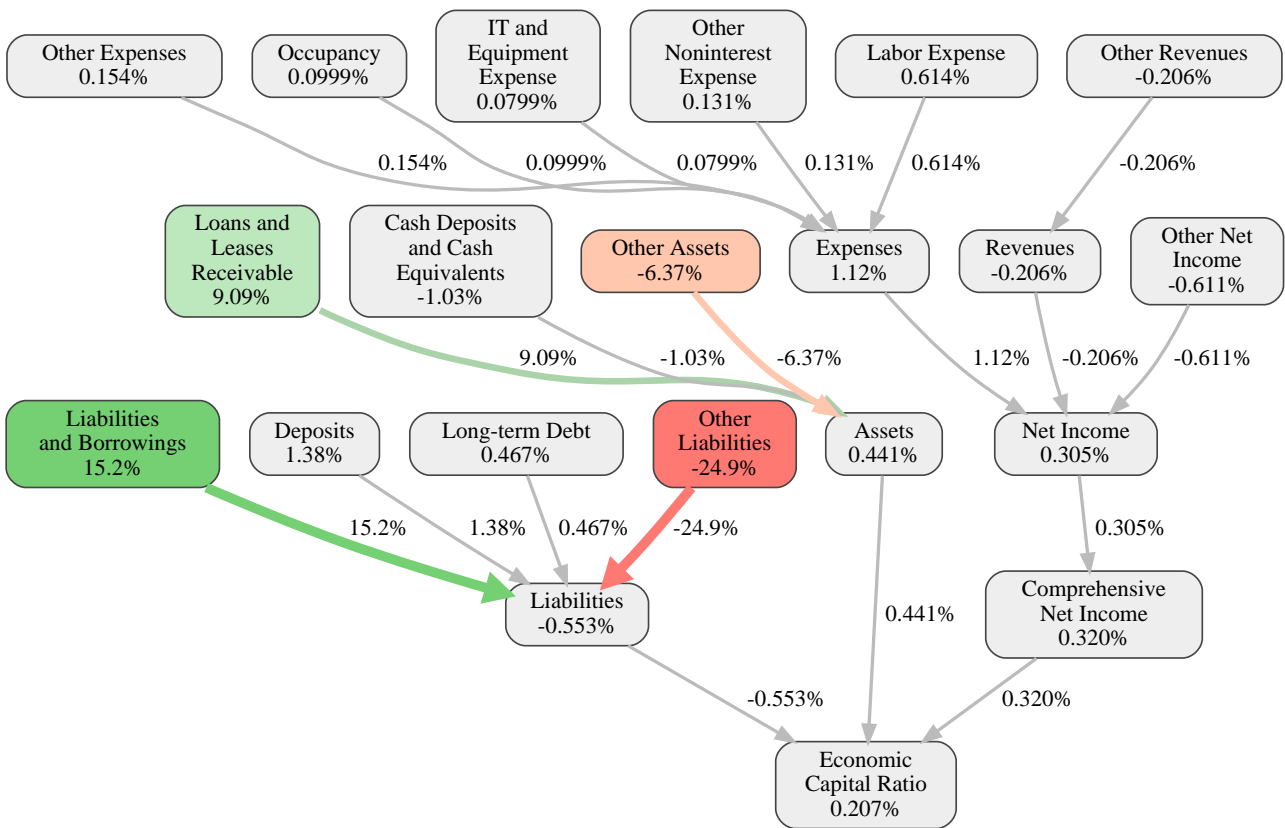 Other Expenses
0.154%
Occupancy
0.0999%
IT and
Equipment
Expense
0.0799%
Other
Noninterest
Expense
0.131%
Labor Expense
0.614%
Other Revenues
-0.206%
0.154%
0.0999%
0.0799%
0.131%
0.614%
-0.206%
Loans and
Leases
Receivable
9.09%
Cash Deposits
and Cash
Equivalents
-1.03%
Other Assets
-6.37%
Expenses
1.12%
Revenues
-0.206%
Other Net
Income
-0.611%
9.09%
-1.03%
-6.37%
1.12%
-0.206%
-0.611%
Liabilities
and Borrowings
15.2%
Deposits
1.38%
Long-term Debt
0.467%
Other
Liabilities
-24.9%
Assets
0.441%
Net Income
0.305%
15.2%
1.38%
0.467%
-24.9%
0.305%
Liabilities
-0.553%
0.441%
Comprehensive
Net Income
0.320%
-0.553%
0.320%
Economic
Capital Ratio
0.207%